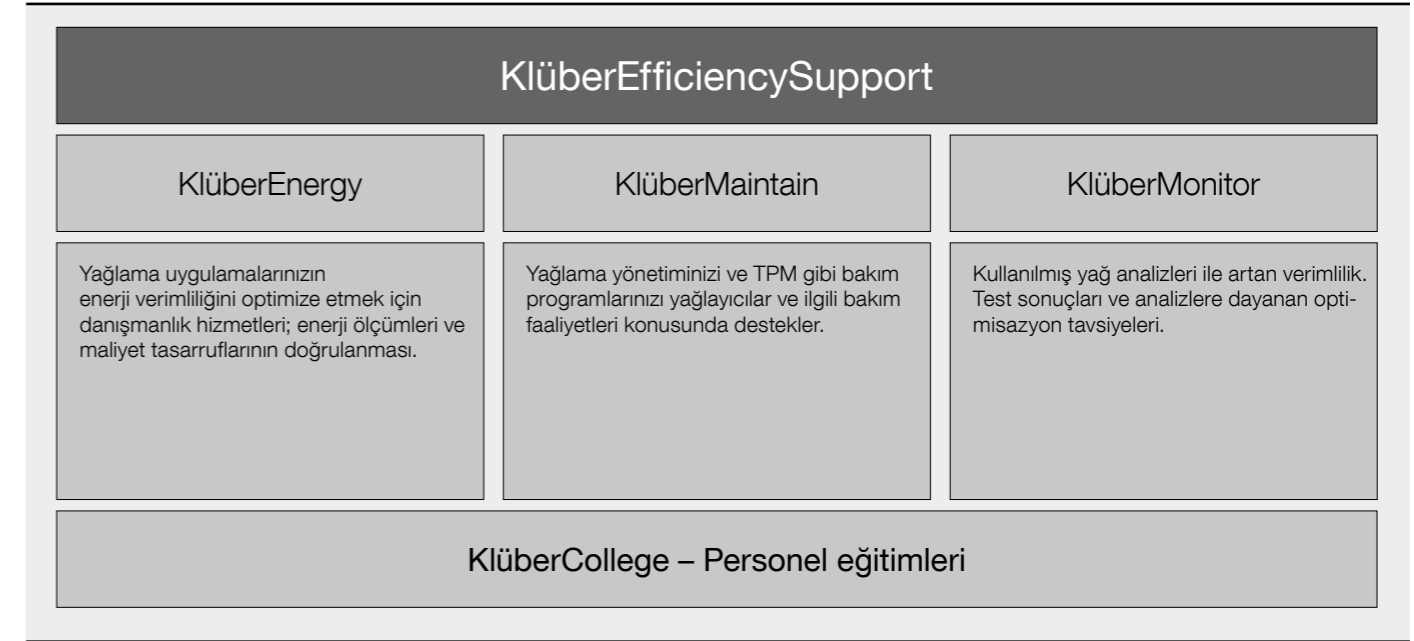 KlüberEfficiencySupport
KlüberEnergy
KlüberMaintain
KlüberMonitor
Yağlama uygulamalarınızın
enerji verimliliğini optimize etmek için
danışmanlık hizmetleri; enerji ölçümleri ve
maliyet tasarruflarının doğrulanması.
Yağlama yönetiminizi ve TPM gibi bakım
programlarınızı yağlayıcılar ve ilgili bakım
faaliyetleri konusunda destekler.
Kullanılmış yağ analizleri ile artan verimlilik.
Test sonuçları ve analizlere dayanan opti-
misazyon tavsiyeleri.
KlüberCollege – Personel eğitimleri